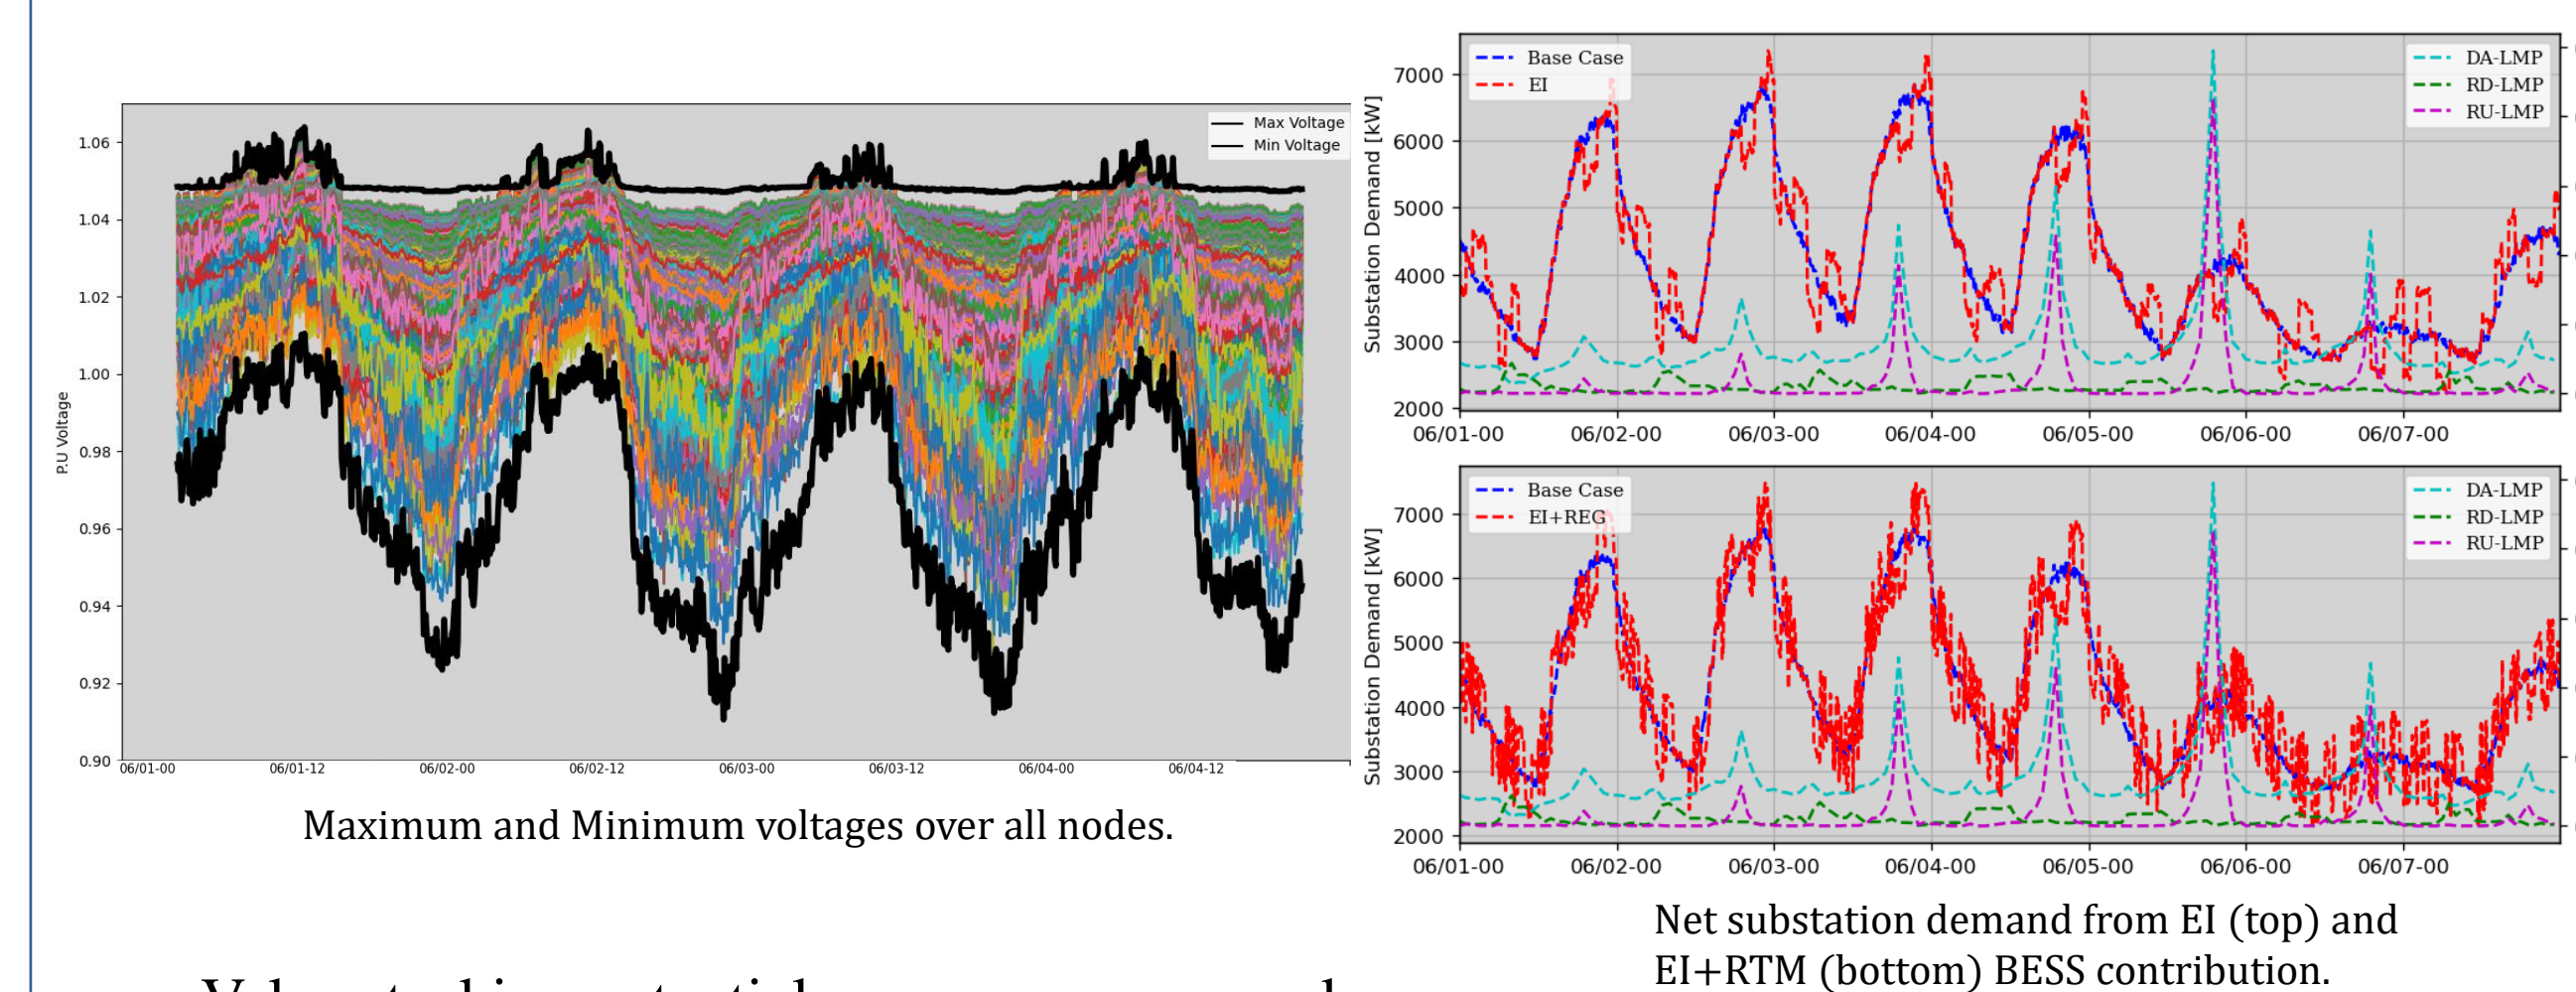 Max Voltage
Min Voltage
P.U Voltage
1.06
1.04
1.02
1.00
0.98
0.96
0.94
0.92
0.90
06/01-00 06/01-12 06/02-00 06/02-12 06/03-00 06/03-12 06/04-00 06/04-12
Maximum and Minimum voltages over all nodes.
Base Case
EI
DA-LMP
RD-LMP
RU-LMP
Substation Demand [kW]
7000
6000
5000
4000
3000
2000
06/01-00 06/02-00 06/03-00 06/04-00 06/05-00 06/06-00 06/07-00
Base Case
EI+REG
DA-LMP
RD-LMP
RU-LMP
Substation Demand [kW]
7000
6000
5000
4000
3000
2000
06/01-00 06/02-00 06/03-00 06/04-00 06/05-00 06/06-00 06/07-00
Net substation demand from EI (top) and
EI+RTM (bottom) BESS contribution.